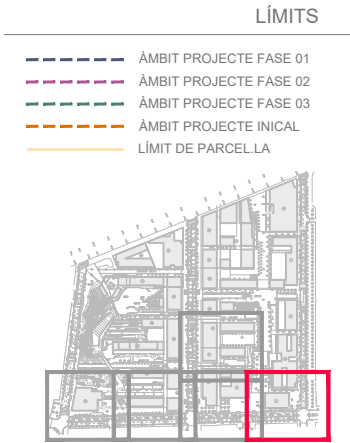 LÍMITS
ÀMBIT PROJECTE FASE 01
ÀMBIT PROJECTE FASE 02
ÀMBIT PROJECTE FASE 03
ÀMBIT PROJECTE INICAL
LÍMIT DE PARCEL.LA